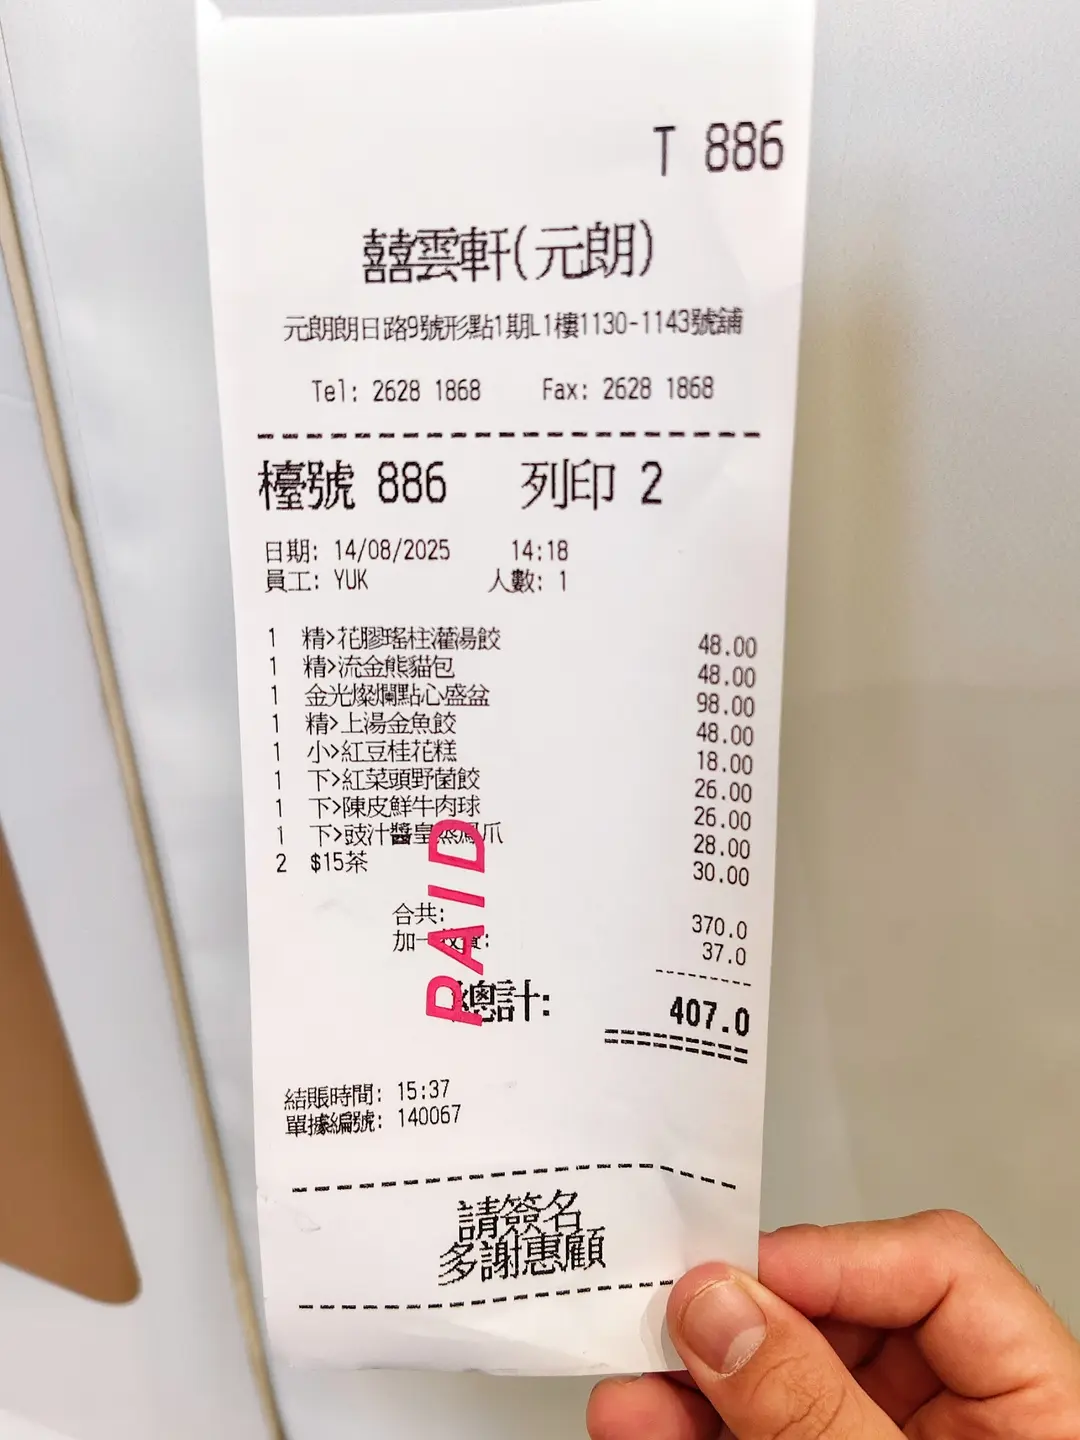 T 886
囍雲軒(元朗)
元朗朗日路9號形點1期L1樓1130-1143號舖
Tel: 2628 1868 Fax: 2628 1868
檯號 886 列印 2
日期: 14/08/2025 14:18
員工: YUK 人數: 1
1 精>花膠瑤柱灌湯餃 48.00
1 精>流金熊貓包 48.00
1 金光燦爛點心盛盆 98.00
1 精>上湯金魚餃 48.00
1 小>紅豆桂花糕 18.00
1 下>紅菜頭野菌餃 26.00
1 下>陳皮鮮牛肉球 26.00
1 下>豉汁醬皇蒸鳳爪 28.00
2 $15茶 30.00
合共: 370.0
加一 37.0
總計: 407.0
PAID
結賬時間: 15:37
單據編號: 140067
請簽名
多謝惠顧